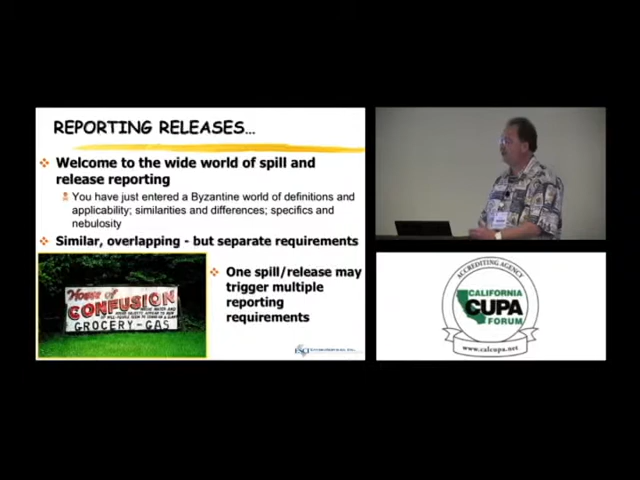 REPORTING RELEASES…
Welcome to the wide world of spill and
release reporting
You have just entered a Byzantine world of definitions and
applicability; similarities and differences; specifics and
nebulosity
Similar, overlapping - but separate requirements
House of
CONFUSION
GROCERY-GAS
One spill/release may
trigger multiple
reporting
requirements
ACCREDITING AGENCY
CALIFORNIA
CUPA
FORUM
www.calcupa.net